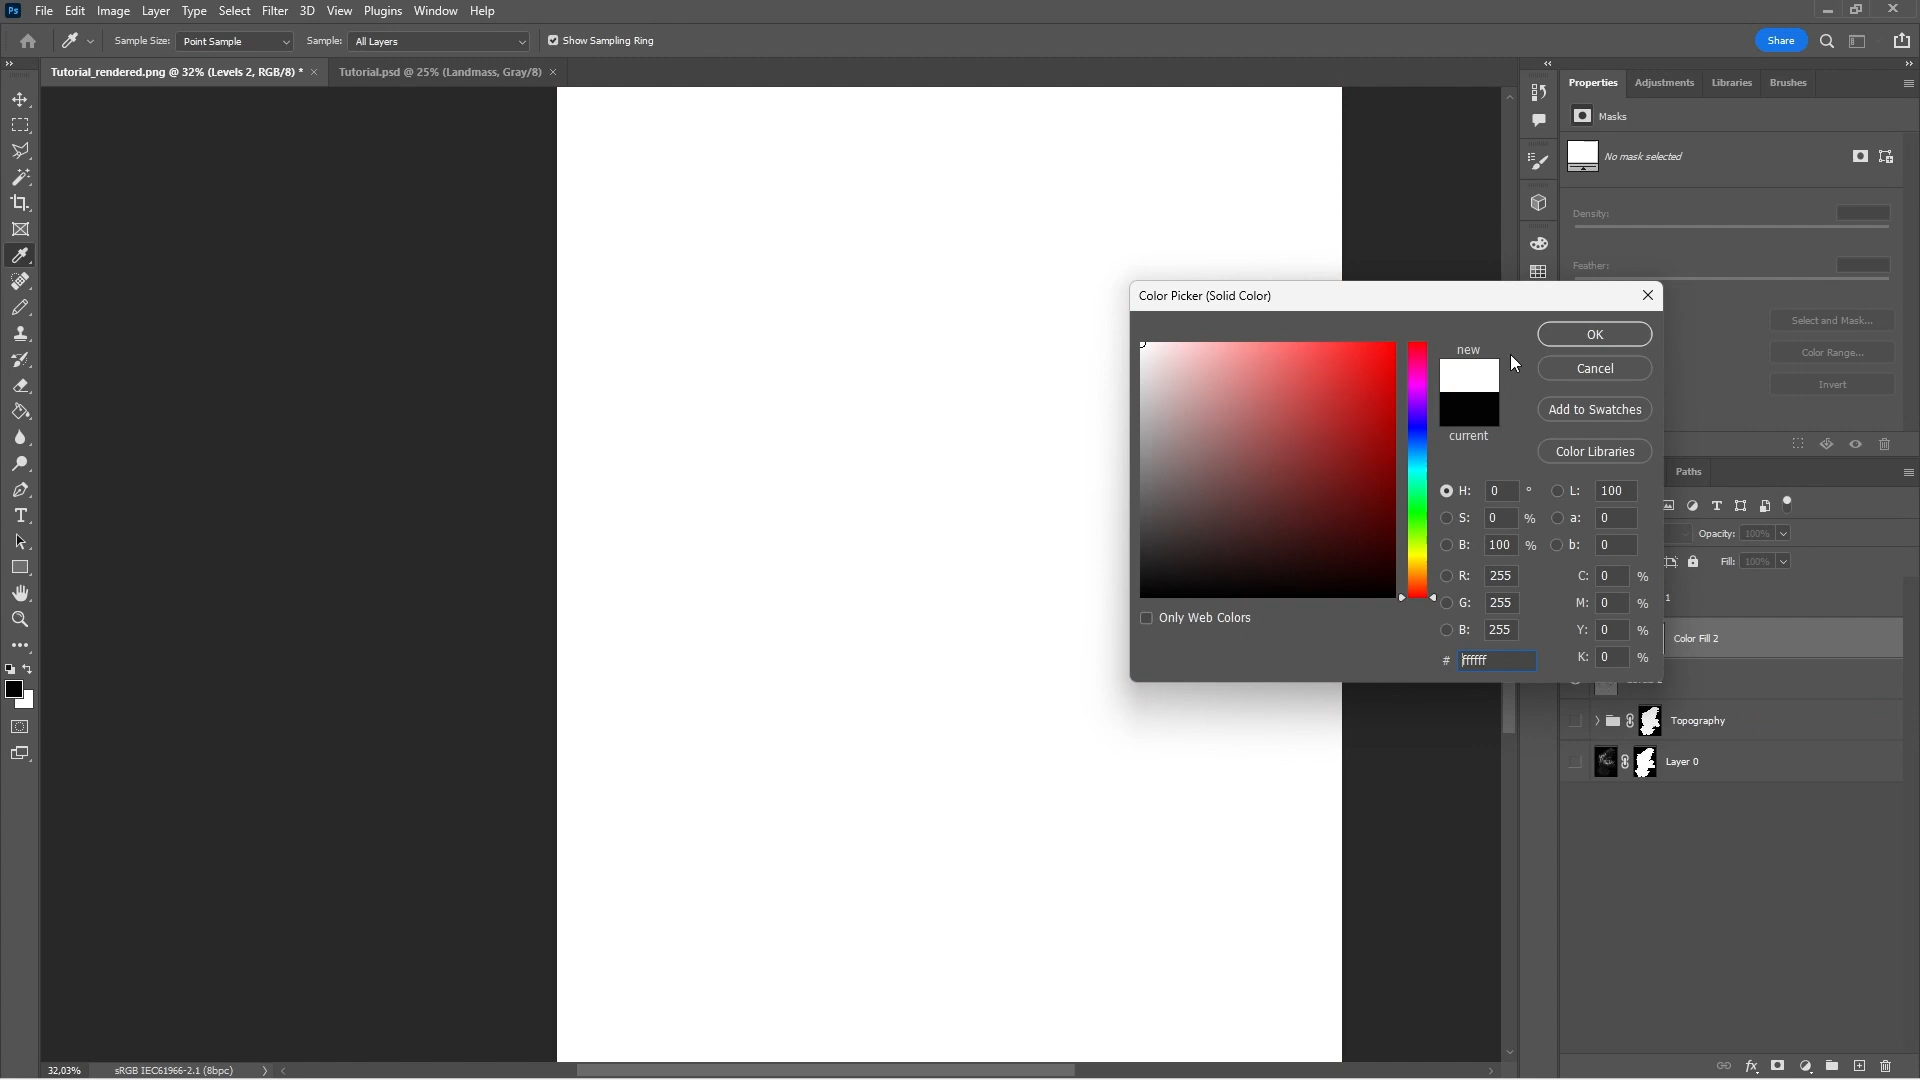 Ps File Edit Image Layer Type Select Filter 3D View Plugins Window Help
Sample Size: Point Sample Sample: All Layers Show Sampling Ring Share
Tutorial_rendered.png @ 32% (Levels 2, RGB/8) * Tutorial.psd @ 25% (Landmass, Gray/8)
Properties Adjustments Libraries Brushes
Masks
No mask selected
Density:
Feather:
Select and Mask...
Color Range...
Invert
Color Picker (Solid Color)
OK
new
Cancel
Add to Swatches
current
Color Libraries
H: 0 ° L: 100
S: 0 % a: 0
B: 100 % b: 0
R: 255 C: 0 %
G: 255 M: 0 %
B: 255 Y: 0 %
# ffffff K: 0 %
Only Web Colors
Paths
Opacity: 100%
Fill: 100%
1
Color Fill 2
Topography
Layer 0
32,03% sRGB IEC61966-2.1 (8bpc)